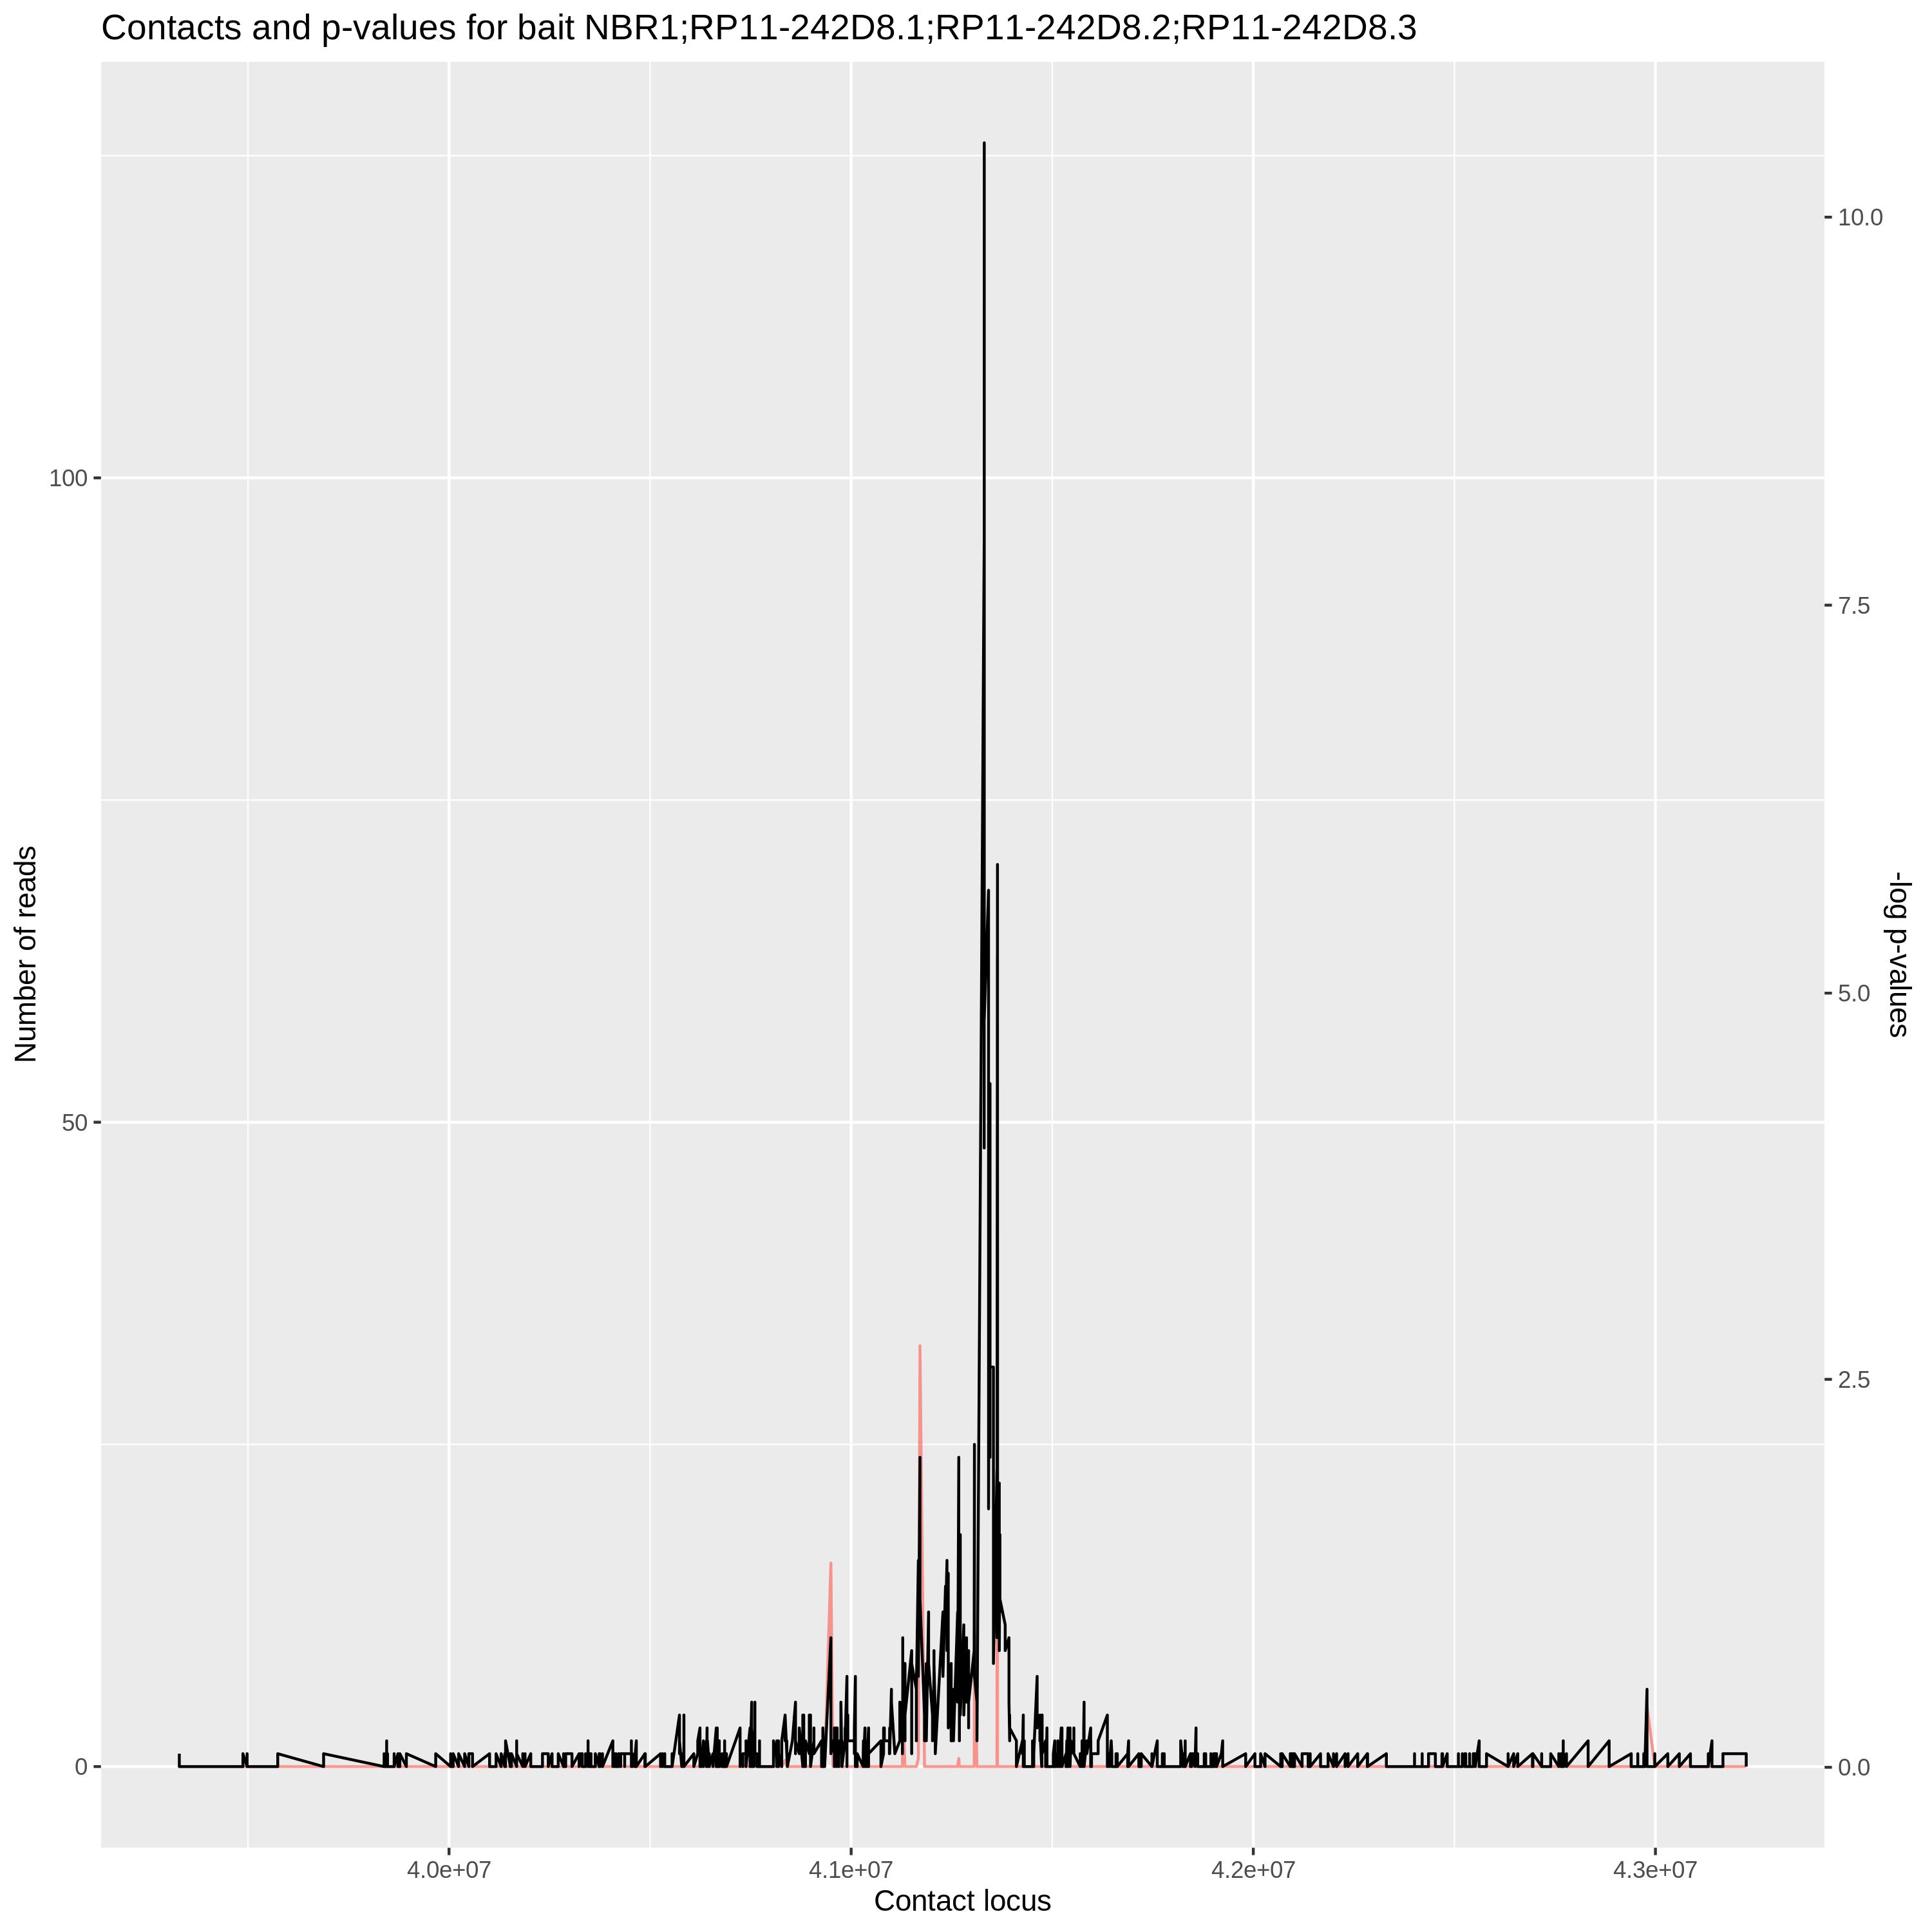 Contacts and p-values for bait NBR1;RP11-242D8.1;RP11-242D8.2;RP11-242D8.3
Number of reads
100
50
0
10.0
7.5
5.0
2.5
0.0
-log p-values
4.0e+07
4.1e+07
4.2e+07
4.3e+07
Contact locus